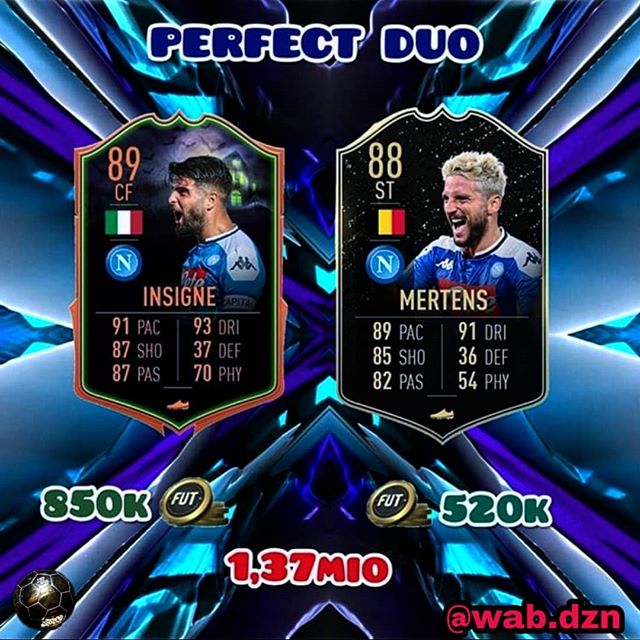 PERFECT DUO
89
CF
N
INSIGNE
91 PAC 93 DRI
87 SHO 37 DEF
87 PAS 70 PHY
88
ST
N
MERTENS
89 PAC 91 DRI
85 SHO 36 DEF
82 PAS 54 PHY
850K FUT
FUT 520K
1,37MIO
@wab.dzn